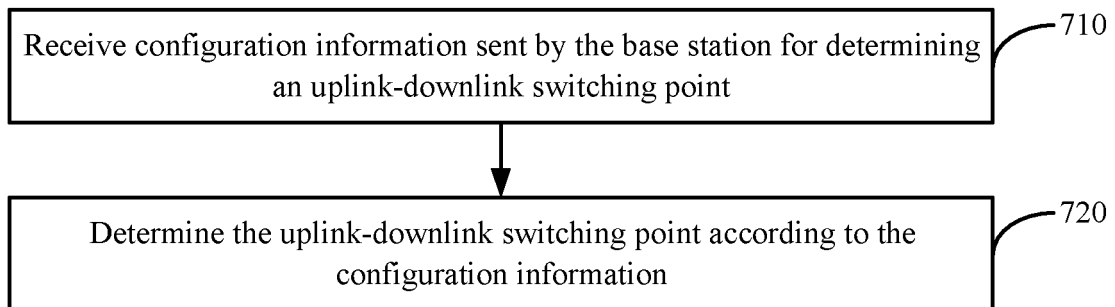 Receive configuration information sent by the base station for determining
an uplink-downlink switching point
710
Determine the uplink-downlink switching point according to the
configuration information
720